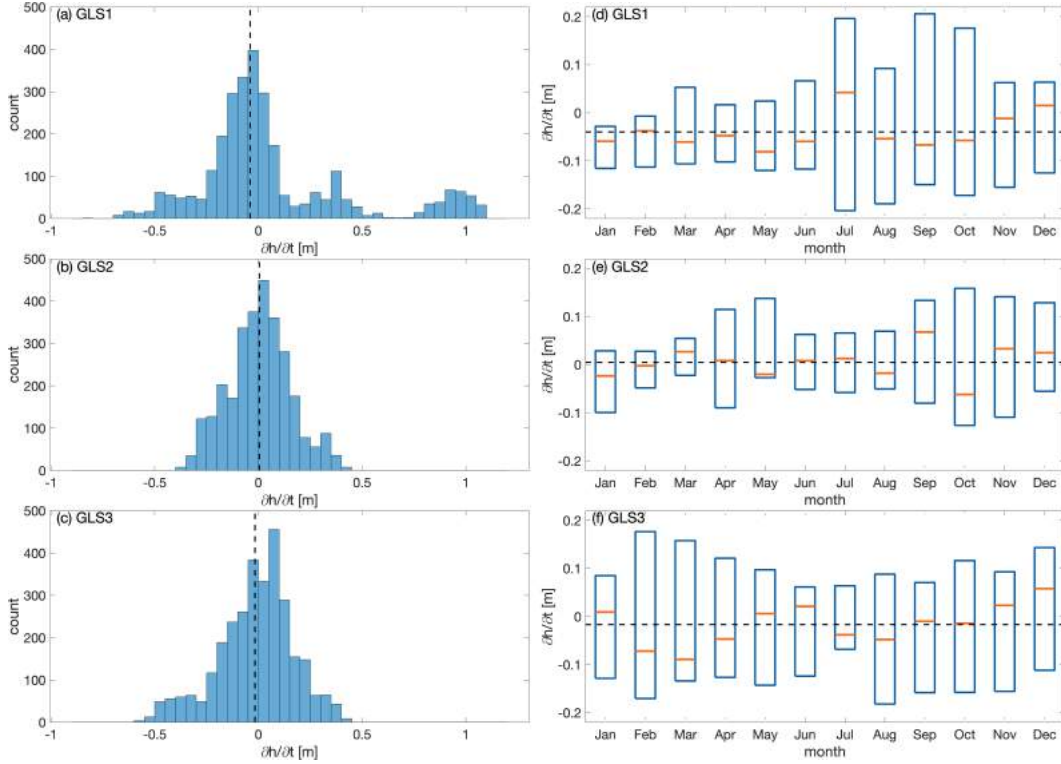 (a) GLS1
500
400
300
200
100
0
count
-1 -0.5 0 0.5 1
∂h/∂t [m]
(d) GLS1
0.2
0.1
0
-0.1
-0.2
∂h/∂t [m]
Jan Feb Mar Apr May Jun Jul Aug Sep Oct Nov Dec
month
(b) GLS2
500
400
300
200
100
0
count
-1 -0.5 0 0.5 1
∂h/∂t [m]
(e) GLS2
0.2
0.1
0
-0.1
-0.2
∂h/∂t [m]
Jan Feb Mar Apr May Jun Jul Aug Sep Oct Nov Dec
month
(c) GLS3
500
400
300
200
100
0
count
-1 -0.5 0 0.5 1
∂h/∂t [m]
(f) GLS3
0.2
0.1
0
-0.1
-0.2
∂h/∂t [m]
Jan Feb Mar Apr May Jun Jul Aug Sep Oct Nov Dec
month